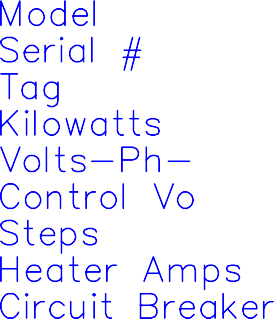 Model
Serial #
Tag
Kilowatts
Volts-Ph-
Control Vo
Steps
Heater Amps
Circuit Breaker